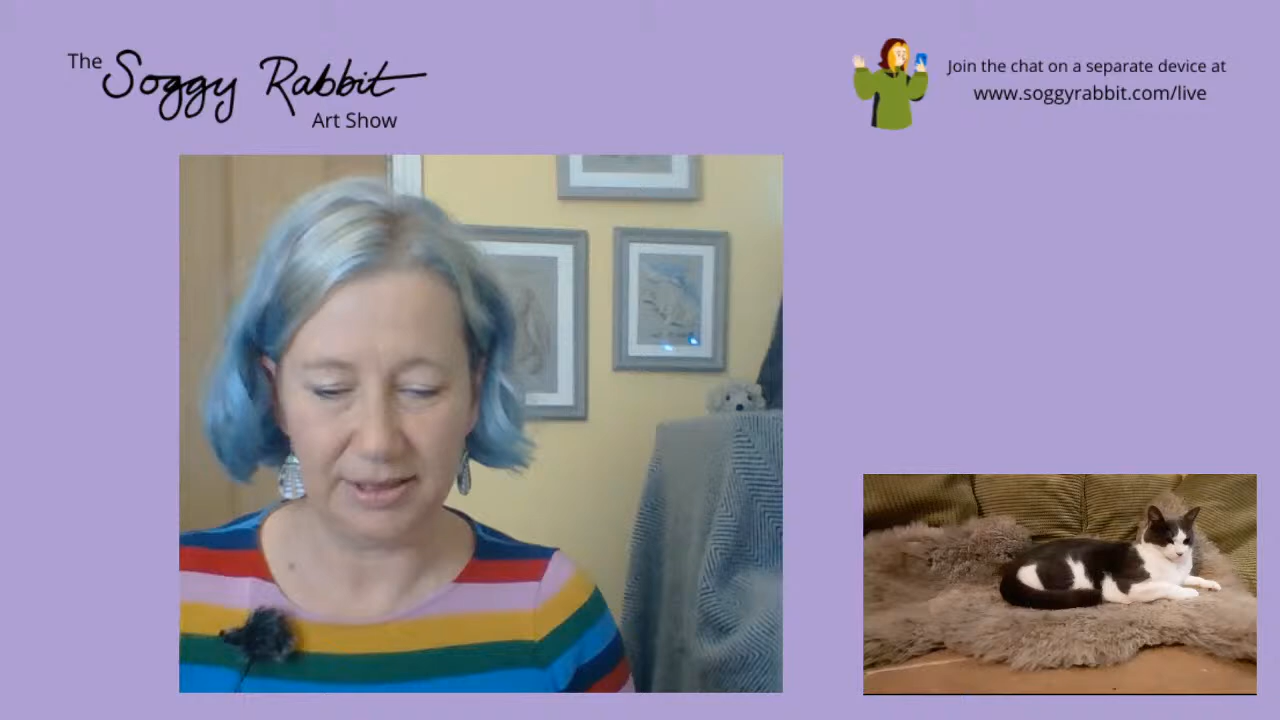 The
Soggy Rabbit
Art Show
Join the chat on a separate device at
www.soggyrabbit.com/live